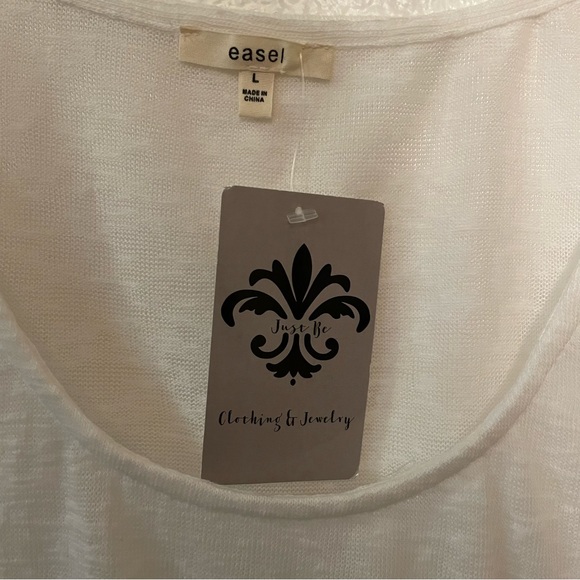 easel
L
MADE IN
CHINA
Just Be
Clothing & Jewelry